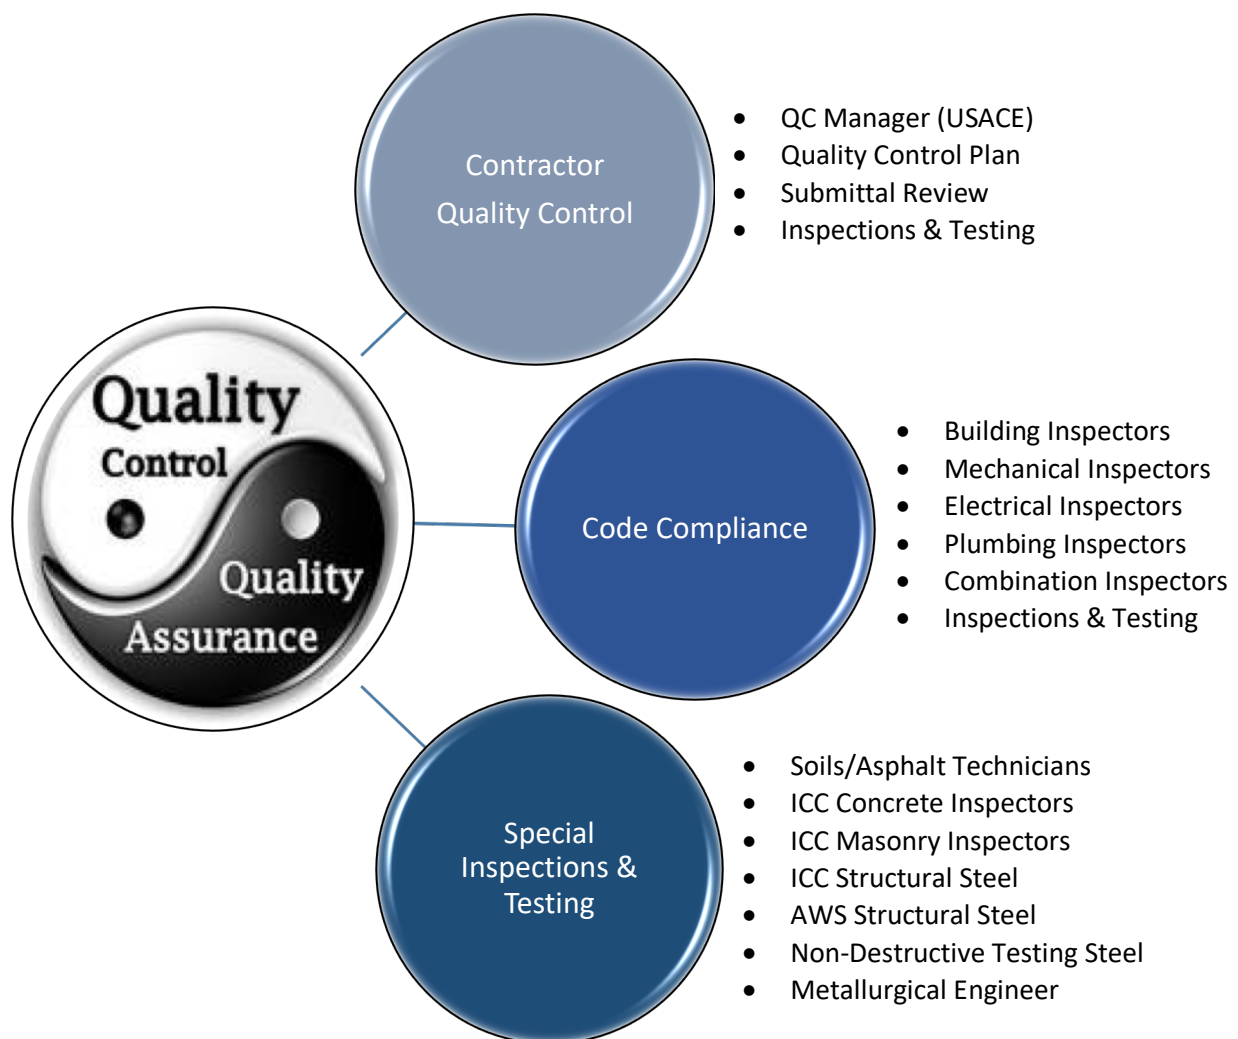 Contractor
Quality Control
• QC Manager (USACE)
• Quality Control Plan
• Submittal Review
• Inspections & Testing
Quality
Control
Quality
Assurance
Code Compliance
• Building Inspectors
• Mechanical Inspectors
• Electrical Inspectors
• Plumbing Inspectors
• Combination Inspectors
• Inspections & Testing
Special
Inspections &
Testing
• Soils/Asphalt Technicians
• ICC Concrete Inspectors
• ICC Masonry Inspectors
• ICC Structural Steel
• AWS Structural Steel
• Non-Destructive Testing Steel
• Metallurgical Engineer